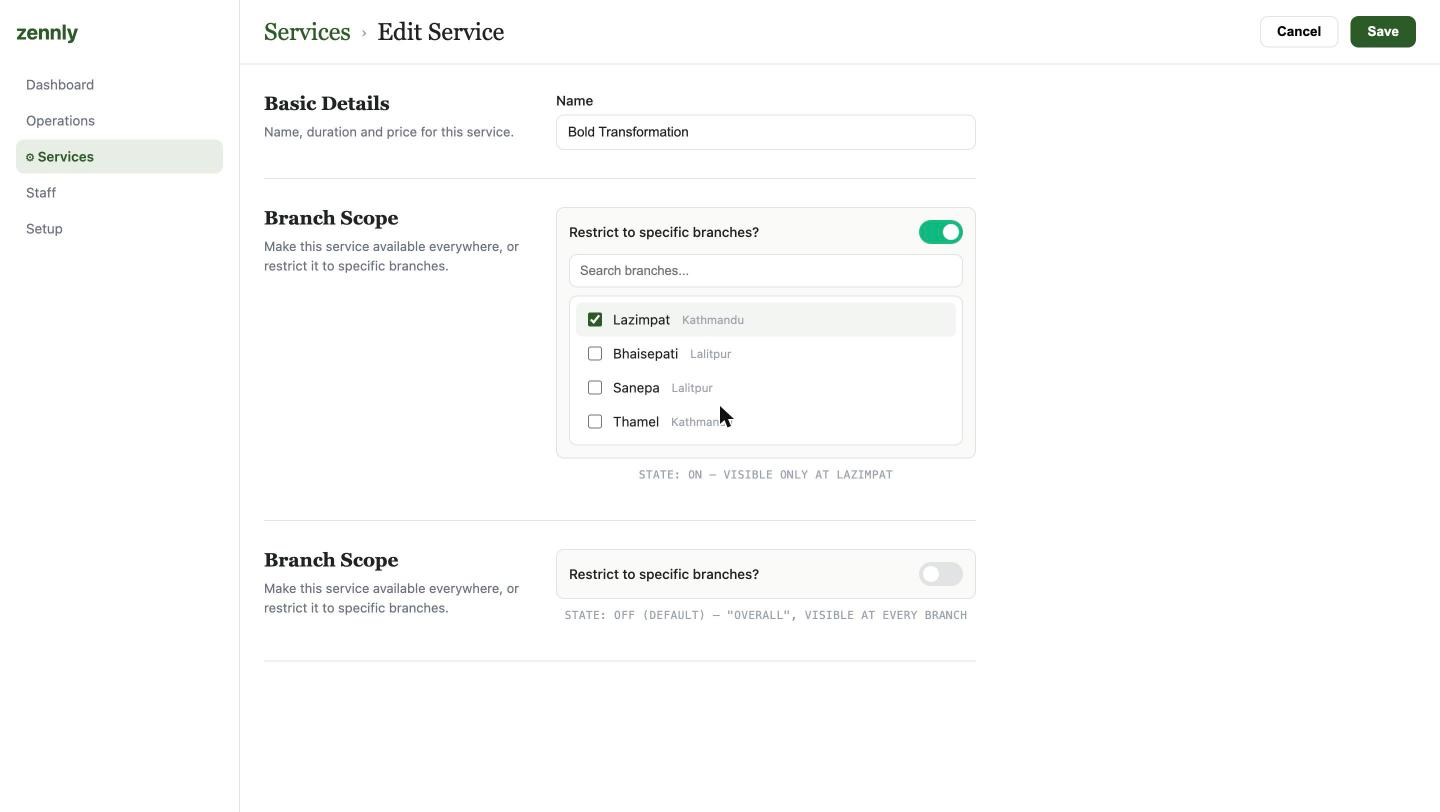 zennly
Dashboard
Operations
⚙ Services
Staff
Setup
Services › Edit Service
Cancel
Save
Basic Details
Name, duration and price for this service.
Name
Bold Transformation
Branch Scope
Make this service available everywhere, or
restrict it to specific branches.
Restrict to specific branches?
Search branches...
Lazimpat Kathmandu
Bhaisepati Lalitpur
Sanepa Lalitpur
Thamel Kathmandu
STATE: ON — VISIBLE ONLY AT LAZIMPAT
Branch Scope
Make this service available everywhere, or
restrict it to specific branches.
Restrict to specific branches?
STATE: OFF (DEFAULT) — "OVERALL", VISIBLE AT EVERY BRANCH